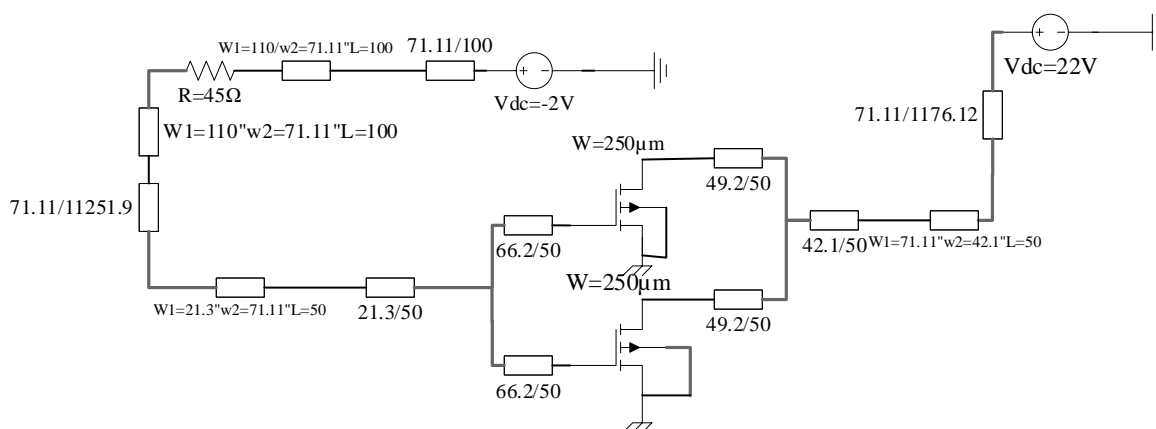 W1=110/w2=71.11"L=100
71.11/100
+ -
Vdc=22V
R=45Ω
Vdc=-2V
+ -
W1=110"w2=71.11"L=100
71.11/1176.12
W=250µm
49.2/50
71.11/11251.9
66.2/50
42.1/50
W1=71.11"w2=42.1"L=50
W=250µm
W1=21.3"w2=71.11"L=50
21.3/50
49.2/50
66.2/50